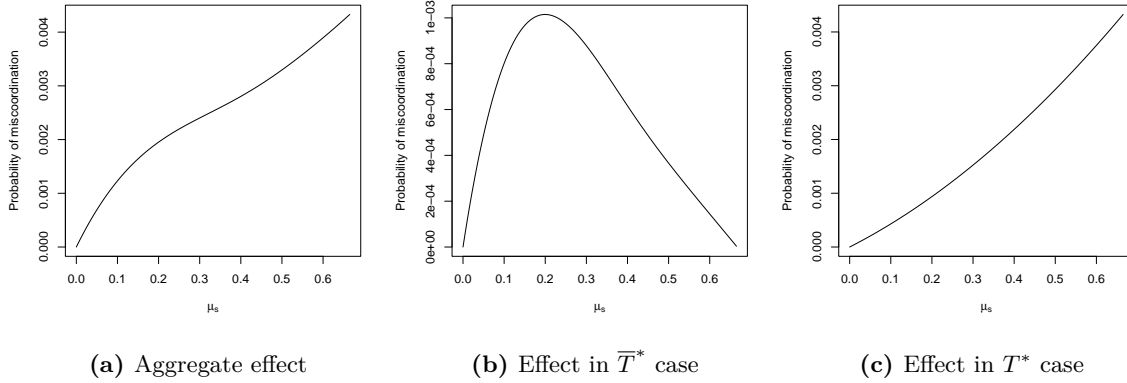 Probability of miscoordination
0.000 0.001 0.002 0.003 0.004
0.0 0.1 0.2 0.3 0.4 0.5 0.6
μs
(a) Aggregate effect
Probability of miscoordination
0e+00 2e-04 4e-04 6e-04 8e-04 1e-03
0.0 0.1 0.2 0.3 0.4 0.5 0.6
μs
(b) Effect in T̅* case
Probability of miscoordination
0.000 0.001 0.002 0.003 0.004
0.0 0.1 0.2 0.3 0.4 0.5 0.6
μs
(c) Effect in T* case